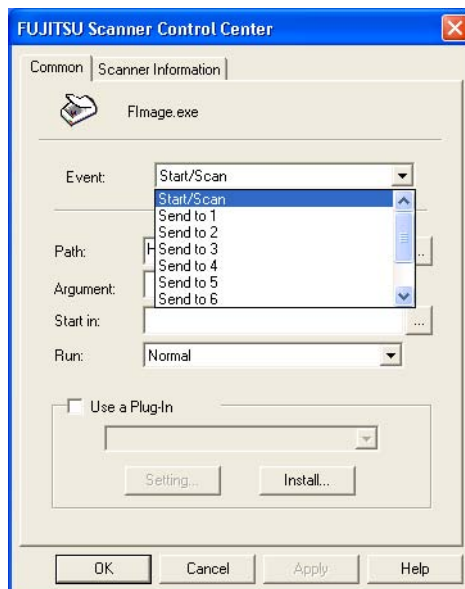 FUJITSU Scanner Control Center
Common Scanner Information
FImage.exe
Event: Start/Scan
Start/Scan
Send to 1
Send to 2
Path: H ...
Send to 3
Send to 4
Argument:
Send to 5
Send to 6
Start in: ...
Run: Normal
Use a Plug-In
Setting... Install...
OK Cancel Apply Help